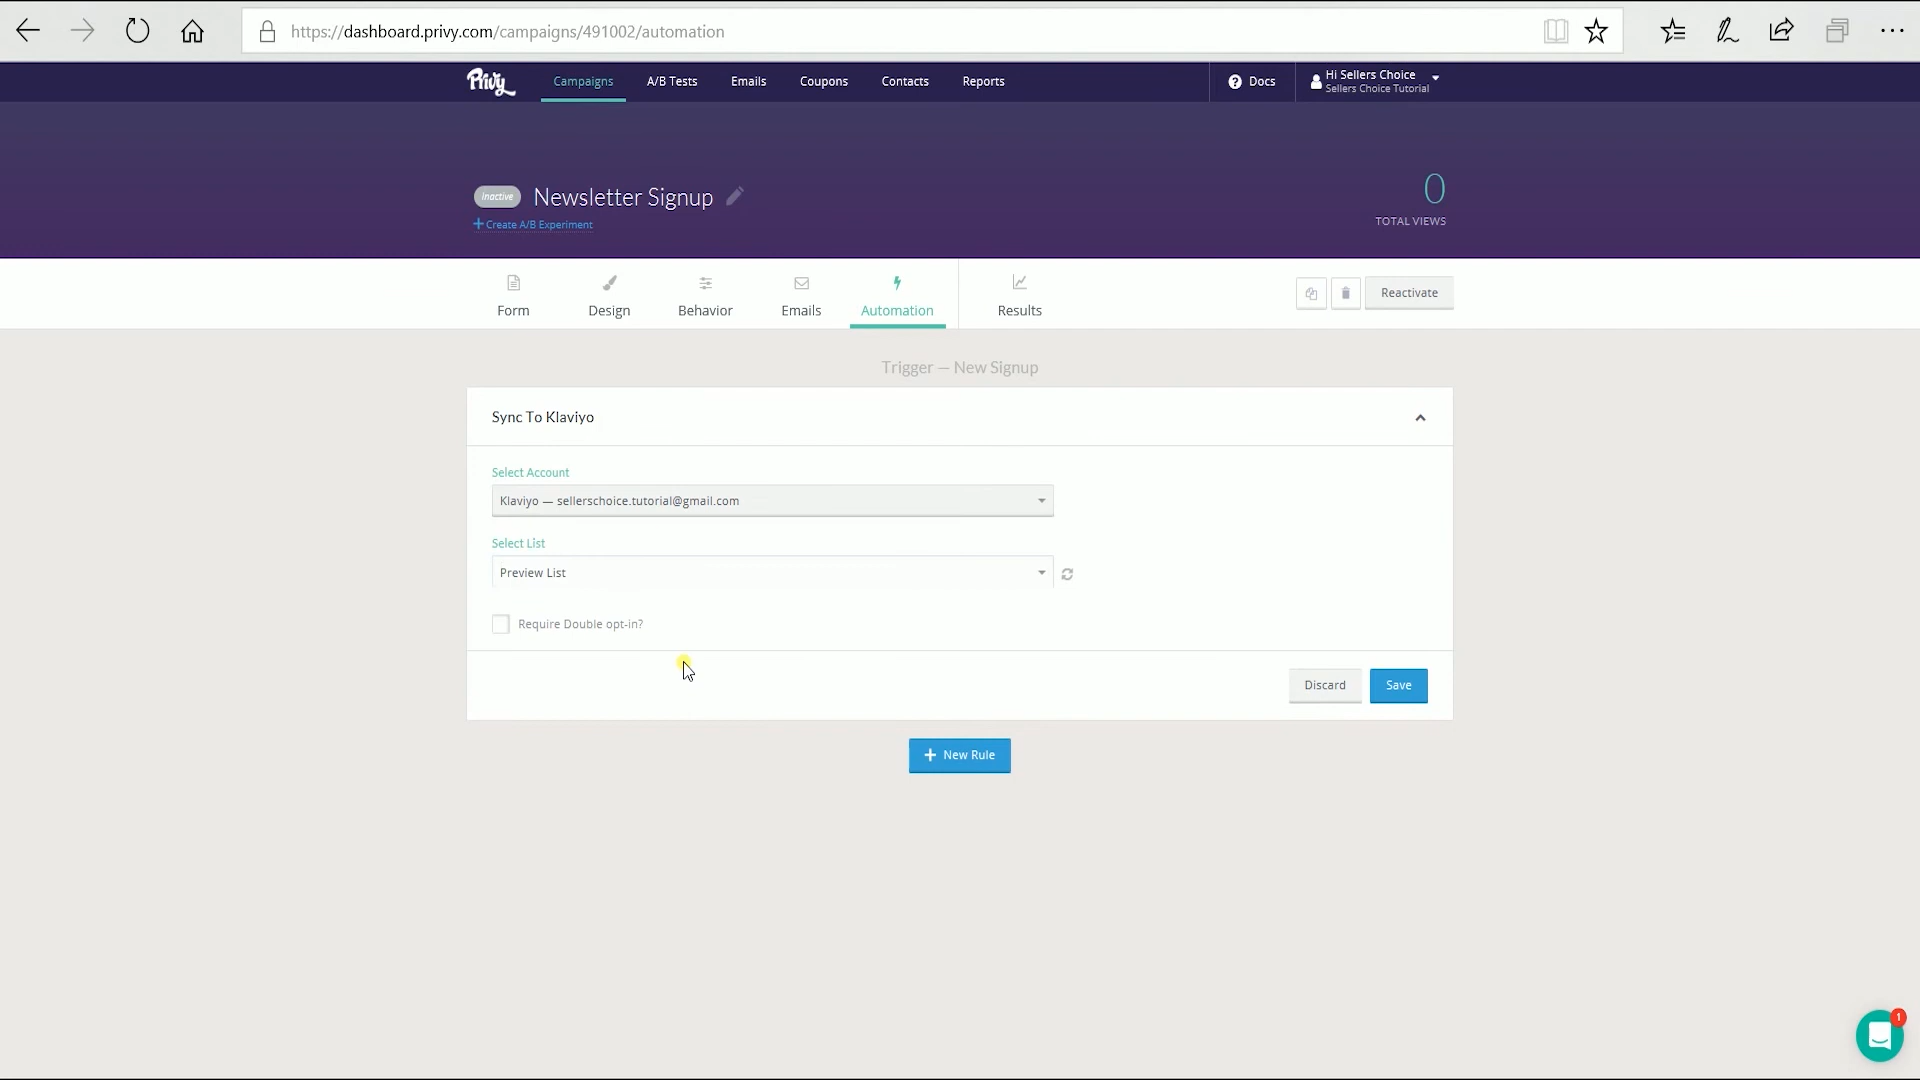 https://dashboard.privy.com/campaigns/491002/automation
Privy
Campaigns
A/B Tests
Emails
Coupons
Contacts
Reports
Docs
Hi Sellers Choice
Sellers Choice Tutorial
inactive
Newsletter Signup
Create A/B Experiment
0
TOTAL VIEWS
Form
Design
Behavior
Emails
Automation
Results
Reactivate
Trigger — New Signup
Sync To Klaviyo
Select Account
Klaviyo — sellerschoice.tutorial@gmail.com
Select List
Preview List
Require Double opt-in?
Discard
Save
+ New Rule
1